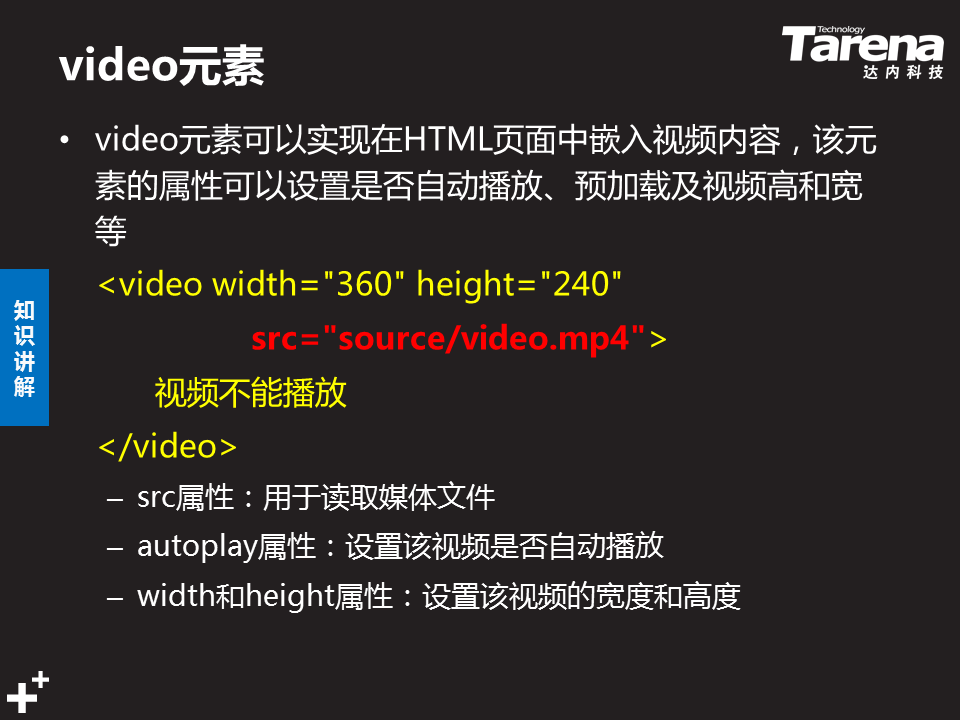 video元素
Technology
Tarena
达内科技
• video元素可以实现在HTML页面中嵌入视频内容，该元
素的属性可以设置是否自动播放、预加载及视频高和宽
等
<video width="360" height="240"
src="source/video.mp4">
视频不能播放
</video>
知识讲解
– src属性：用于读取媒体文件
– autoplay属性：设置该视频是否自动播放
– width和height属性：设置该视频的宽度和高度